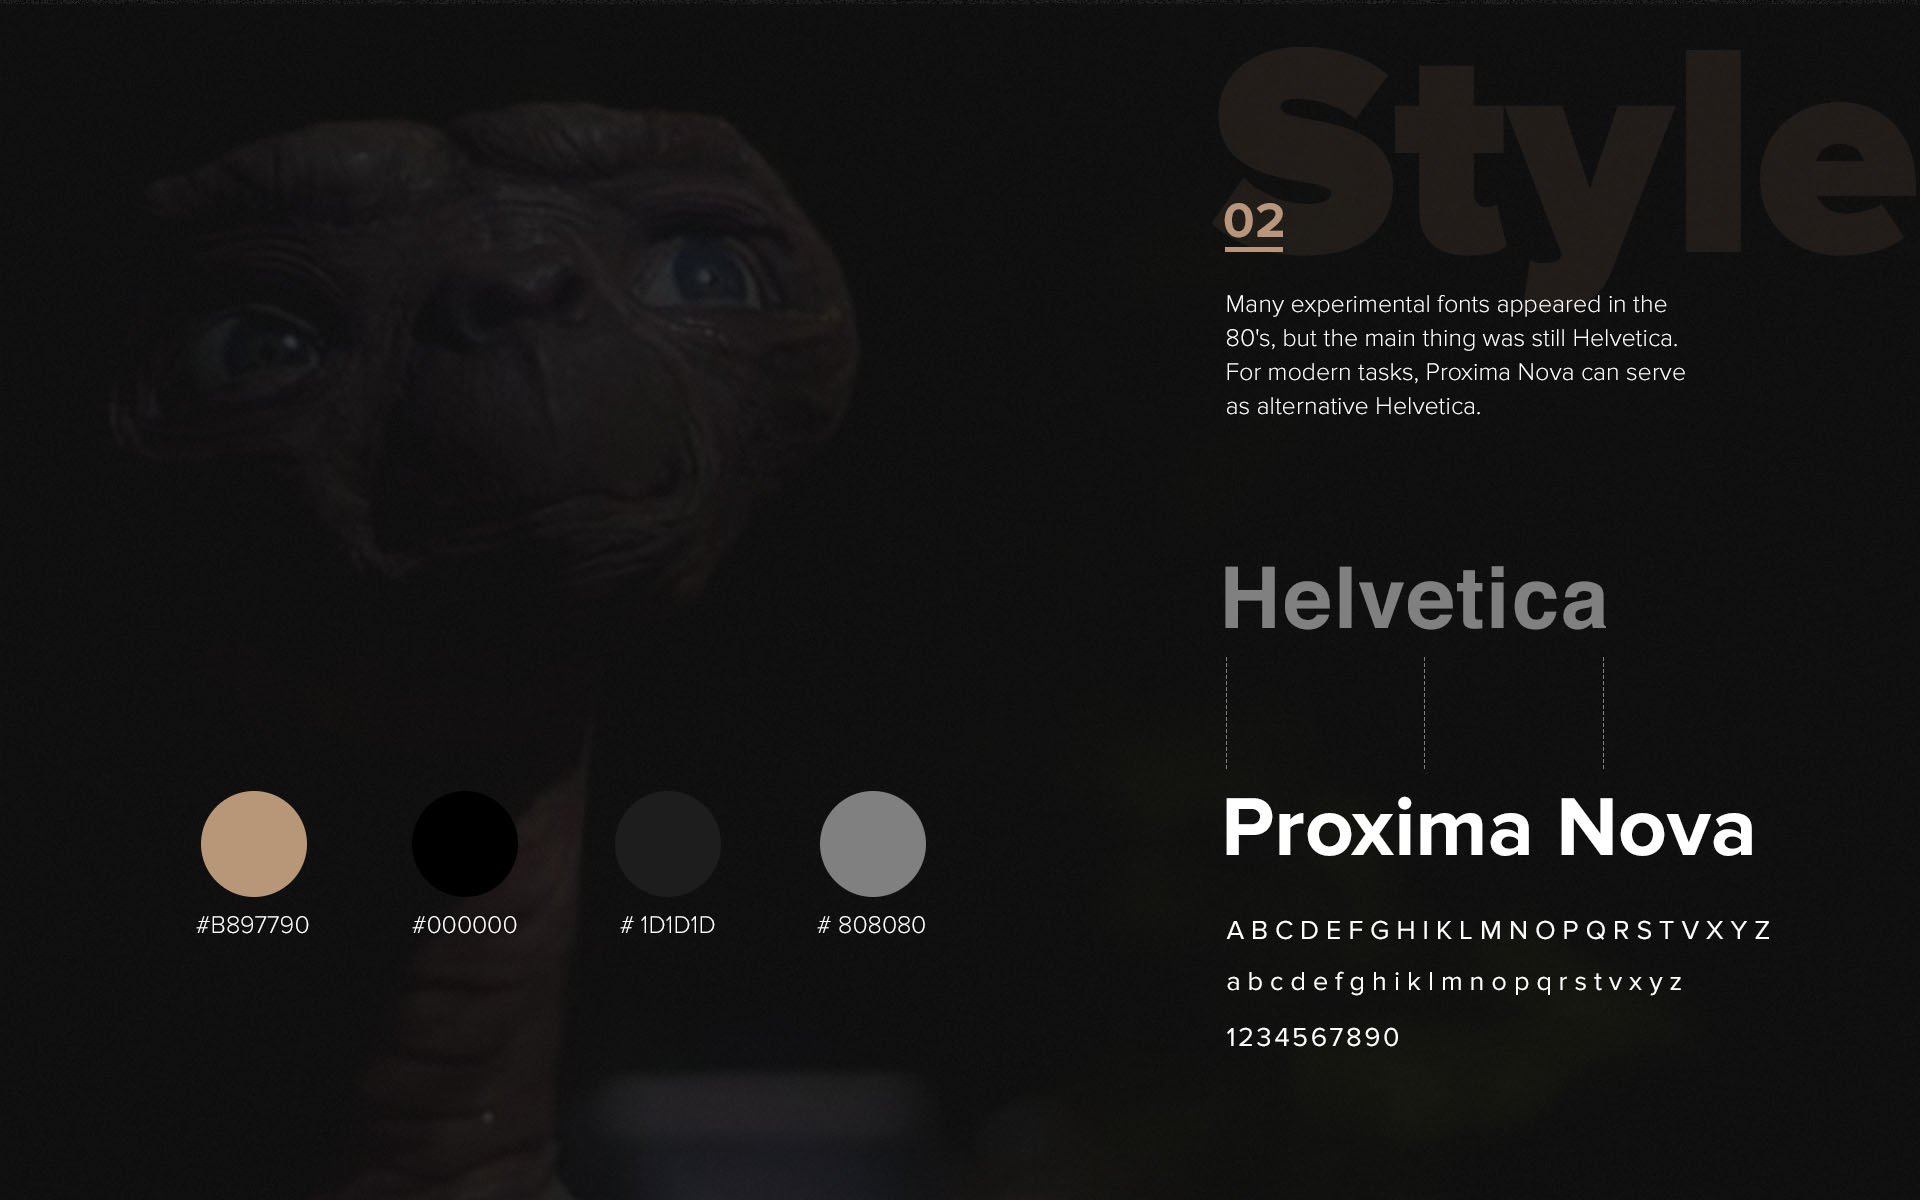 Style
02
Many experimental fonts appeared in the
80's, but the main thing was still Helvetica.
For modern tasks, Proxima Nova can serve
as alternative Helvetica.
Helvetica
Proxima Nova
A B C D E F G H I K L M N O P Q R S T V X Y Z
a b c d e f g h i k l m n o p q r s t v x y z
1234567890
#B897790
#000000
# 1D1D1D
# 808080